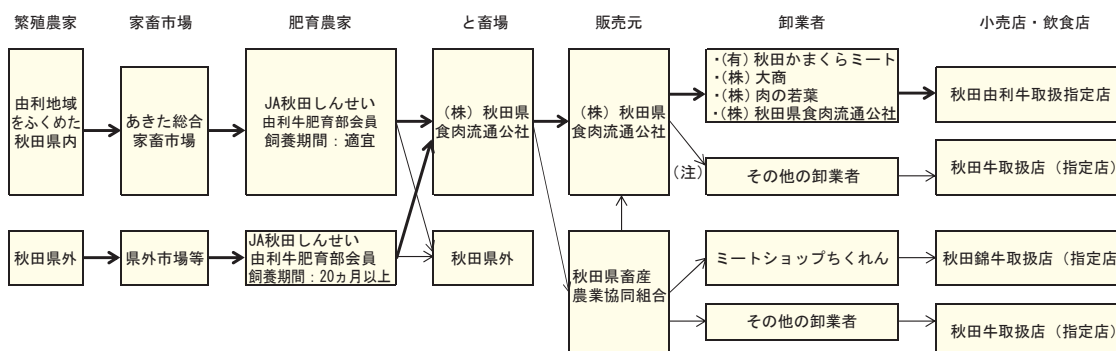 繁殖農家
家畜市場
肥育農家
と畜場
販売元
卸業者
小売店・飲食店
由利地域
をふくめた
秋田県内
あきた総合
家畜市場
JA秋田しんせい
由利牛肥育部会員
飼養期間：適宜
（株）秋田県
食肉流通公社
（株）秋田県
食肉流通公社
・（有）秋田かまくらミート
・（株）大商
・（株）肉の若葉
・（株）秋田県食肉流通公社
秋田由利牛取扱指定店
（注）
その他の卸業者
秋田牛取扱店（指定店）
秋田県外
県外市場等
JA秋田しんせい
由利牛肥育部会員
飼養期間：20ヵ月以上
秋田県外
秋田県畜産
農業協同組合
ミートショップちくれん
秋田錦牛取扱店（指定店
その他の卸業者
秋田牛取扱店（指定店）